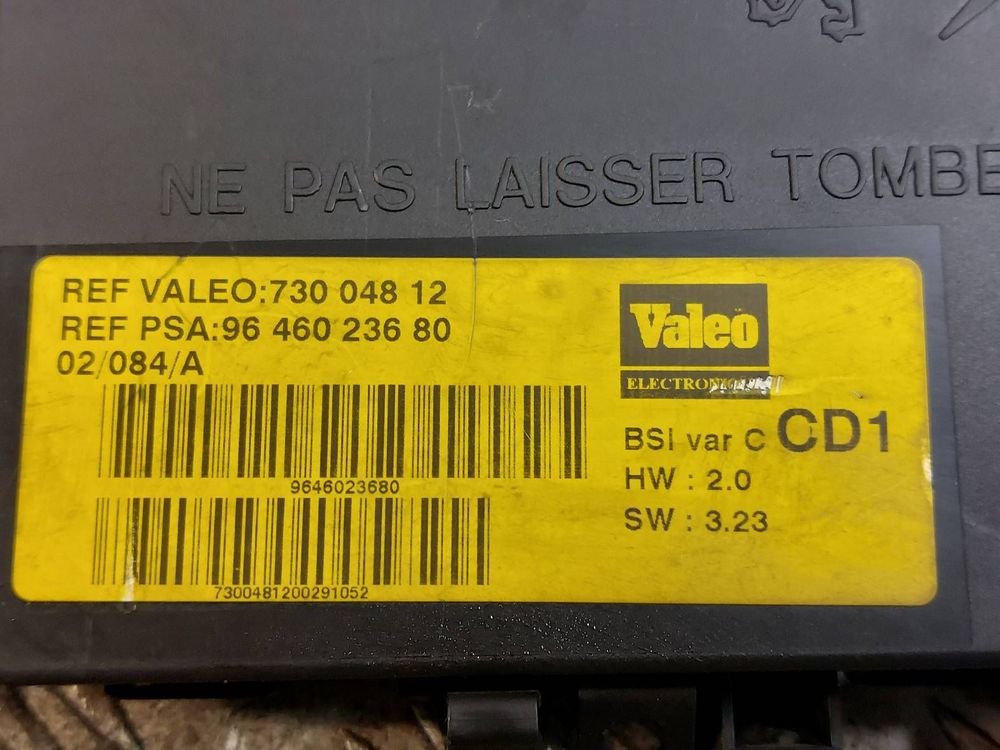 NE PAS LAISSER TOMBE
REF VALEO:730 048 12
REF PSA:96 460 236 80
02/084/A
9646023680
7300481200291052
Valeo
BSI var C CD1
HW : 2.0
SW : 3.23